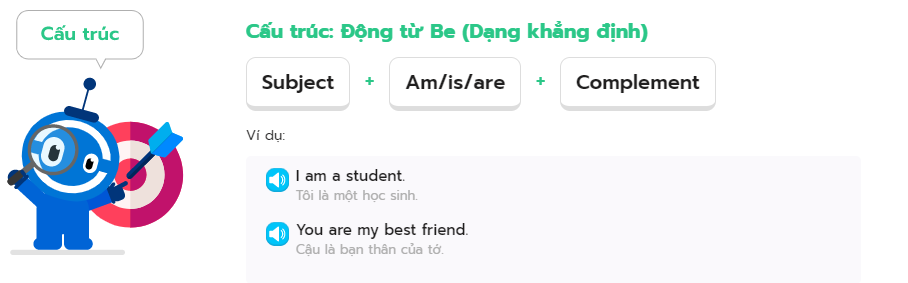 Cấu trúc
Cấu trúc: Động từ Be (Dạng khẳng định)
Subject + Am/is/are + Complement
Ví dụ:
I am a student.
Tôi là một học sinh.
You are my best friend.
Cậu là bạn thân của tớ.